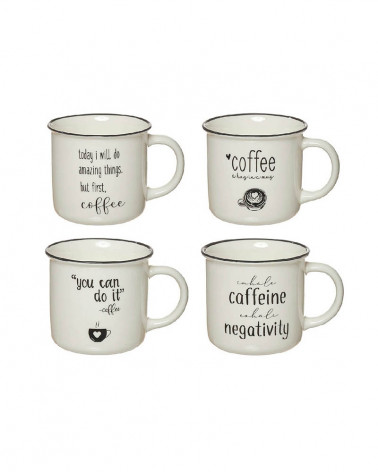 today i will do
amazing things.
but first,
coffee
coffee
"you can
do it"
-coffee
inhale
caffeine
exhale
negativity